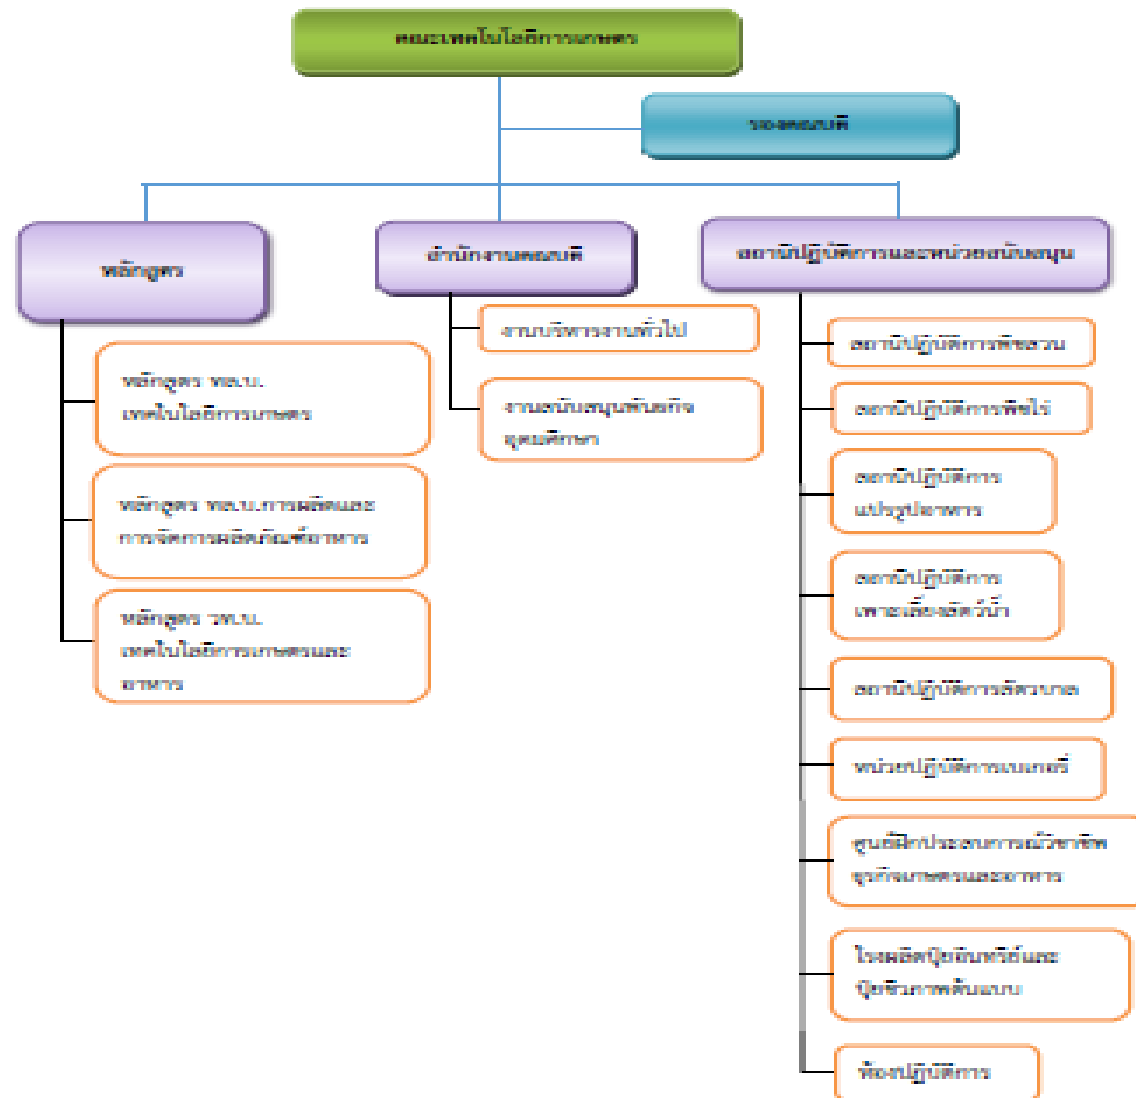 คณะเทคโนโลยีการเกษตร
รองคณบดี
หลักสูตร
สำนักงานคณบดี
สถานีปฏิบัติการและหน่วยสนับสนุน
งานบริหารงานทั่วไป
งานสนับสนุนพันธกิจ
อุดมศึกษา
หลักสูตร ทล.บ.
เทคโนโลยีการเกษตร
หลักสูตร ทล.บ.การผลิตและ
การจัดการผลิตภัณฑ์อาหาร
หลักสูตร วท.บ.
เทคโนโลยีการเกษตรและ
อาหาร
สถานีปฏิบัติการพืชสวน
สถานีปฏิบัติการพืชไร่
สถานีปฏิบัติการ
แปรรูปอาหาร
สถานีปฏิบัติการ
เพาะเลี้ยงสัตว์น้ำ
สถานีปฏิบัติการสัตวบาล
หน่วยปฏิบัติการเบเกอรี่
ศูนย์ฝึกประสบการณ์วิชาชีพ
ธุรกิจเกษตรและอาหาร
โรงผลิตปุ๋ยอินทรีย์และ
ปุ๋ยชีวภาพต้นแบบ
ห้องปฏิบัติการ